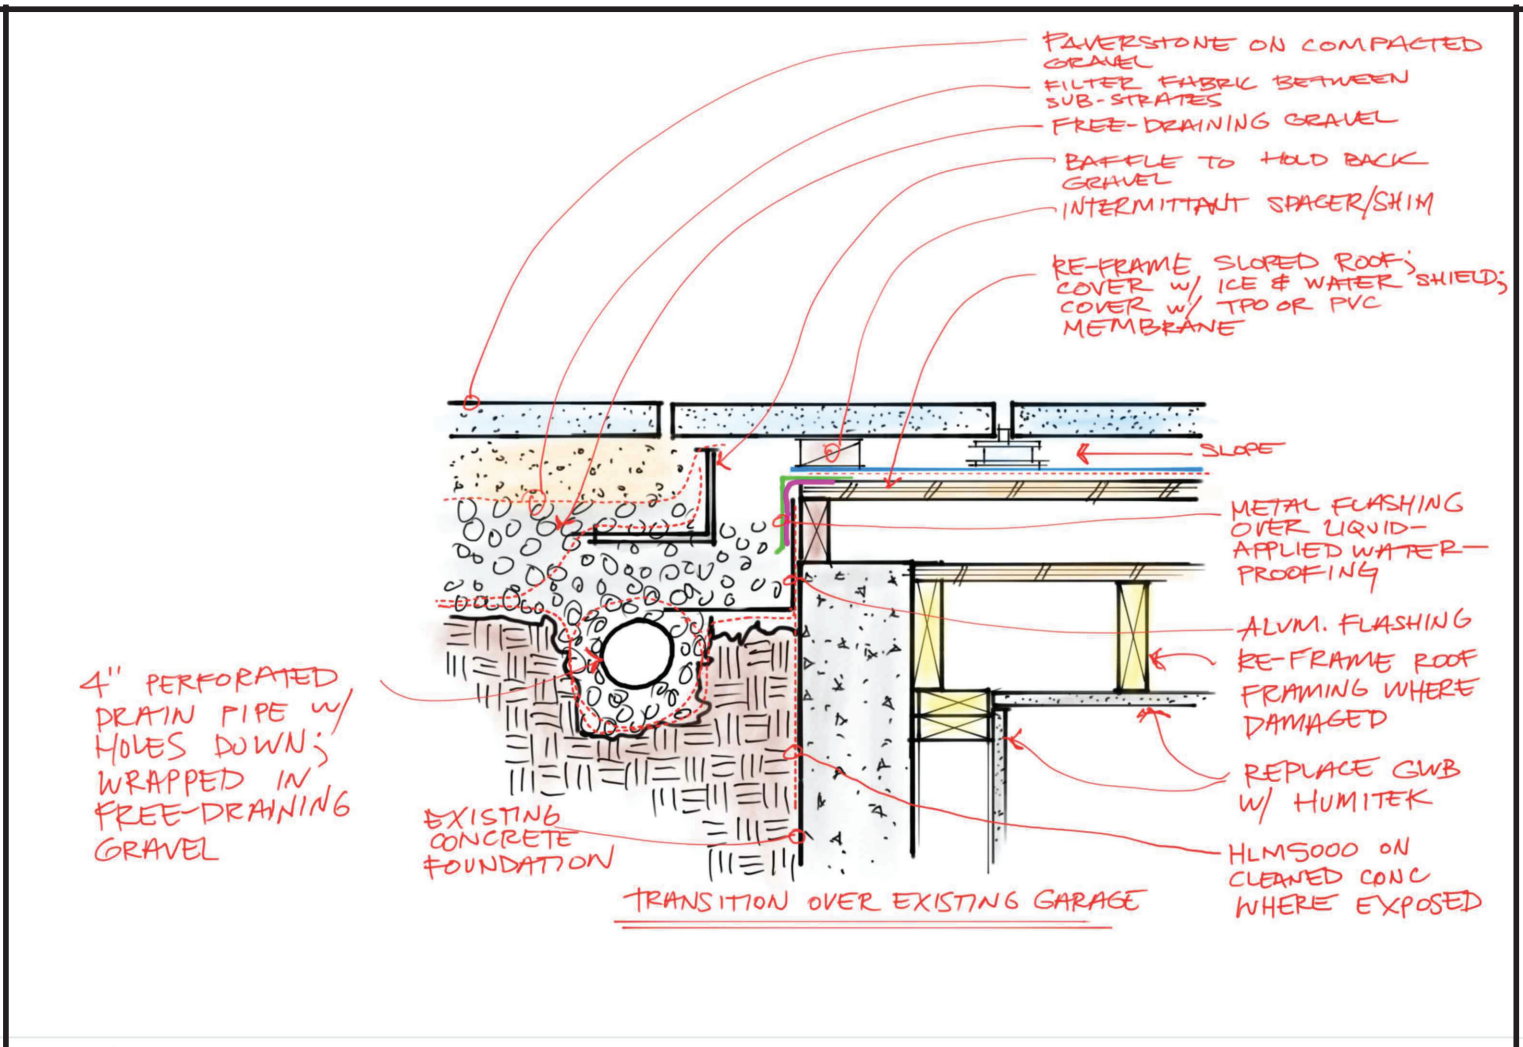 PAVERSTONE ON COMPACTED
GRAVEL
FILTER FABRIC BETWEEN
SUB-STRATES
FREE-DRAINING GRAVEL
BAFFLE TO HOLD BACK
GRAVEL
INTERMITTANT SPACER/SHIM
RE-FRAME SLOPED ROOF;
COVER W/ ICE & WATER SHIELD;
COVER W/ TPO OR PVC
MEMBRANE
SLOPE
METAL FLASHING
OVER LIQUID-
APPLIED WATER-
PROOFING
ALUM. FLASHING
RE-FRAME ROOF
FRAMING WHERE
DAMAGED
REPLACE GWB
W/ HUMITEK
HLM5000 ON
CLEANED CONC
WHERE EXPOSED
4" PERFORATED
DRAIN PIPE W/
HOLES DOWN;
WRAPPED IN
FREE-DRAINING
GRAVEL
EXISTING
CONCRETE
FOUNDATION
TRANSITION OVER EXISTING GARAGE